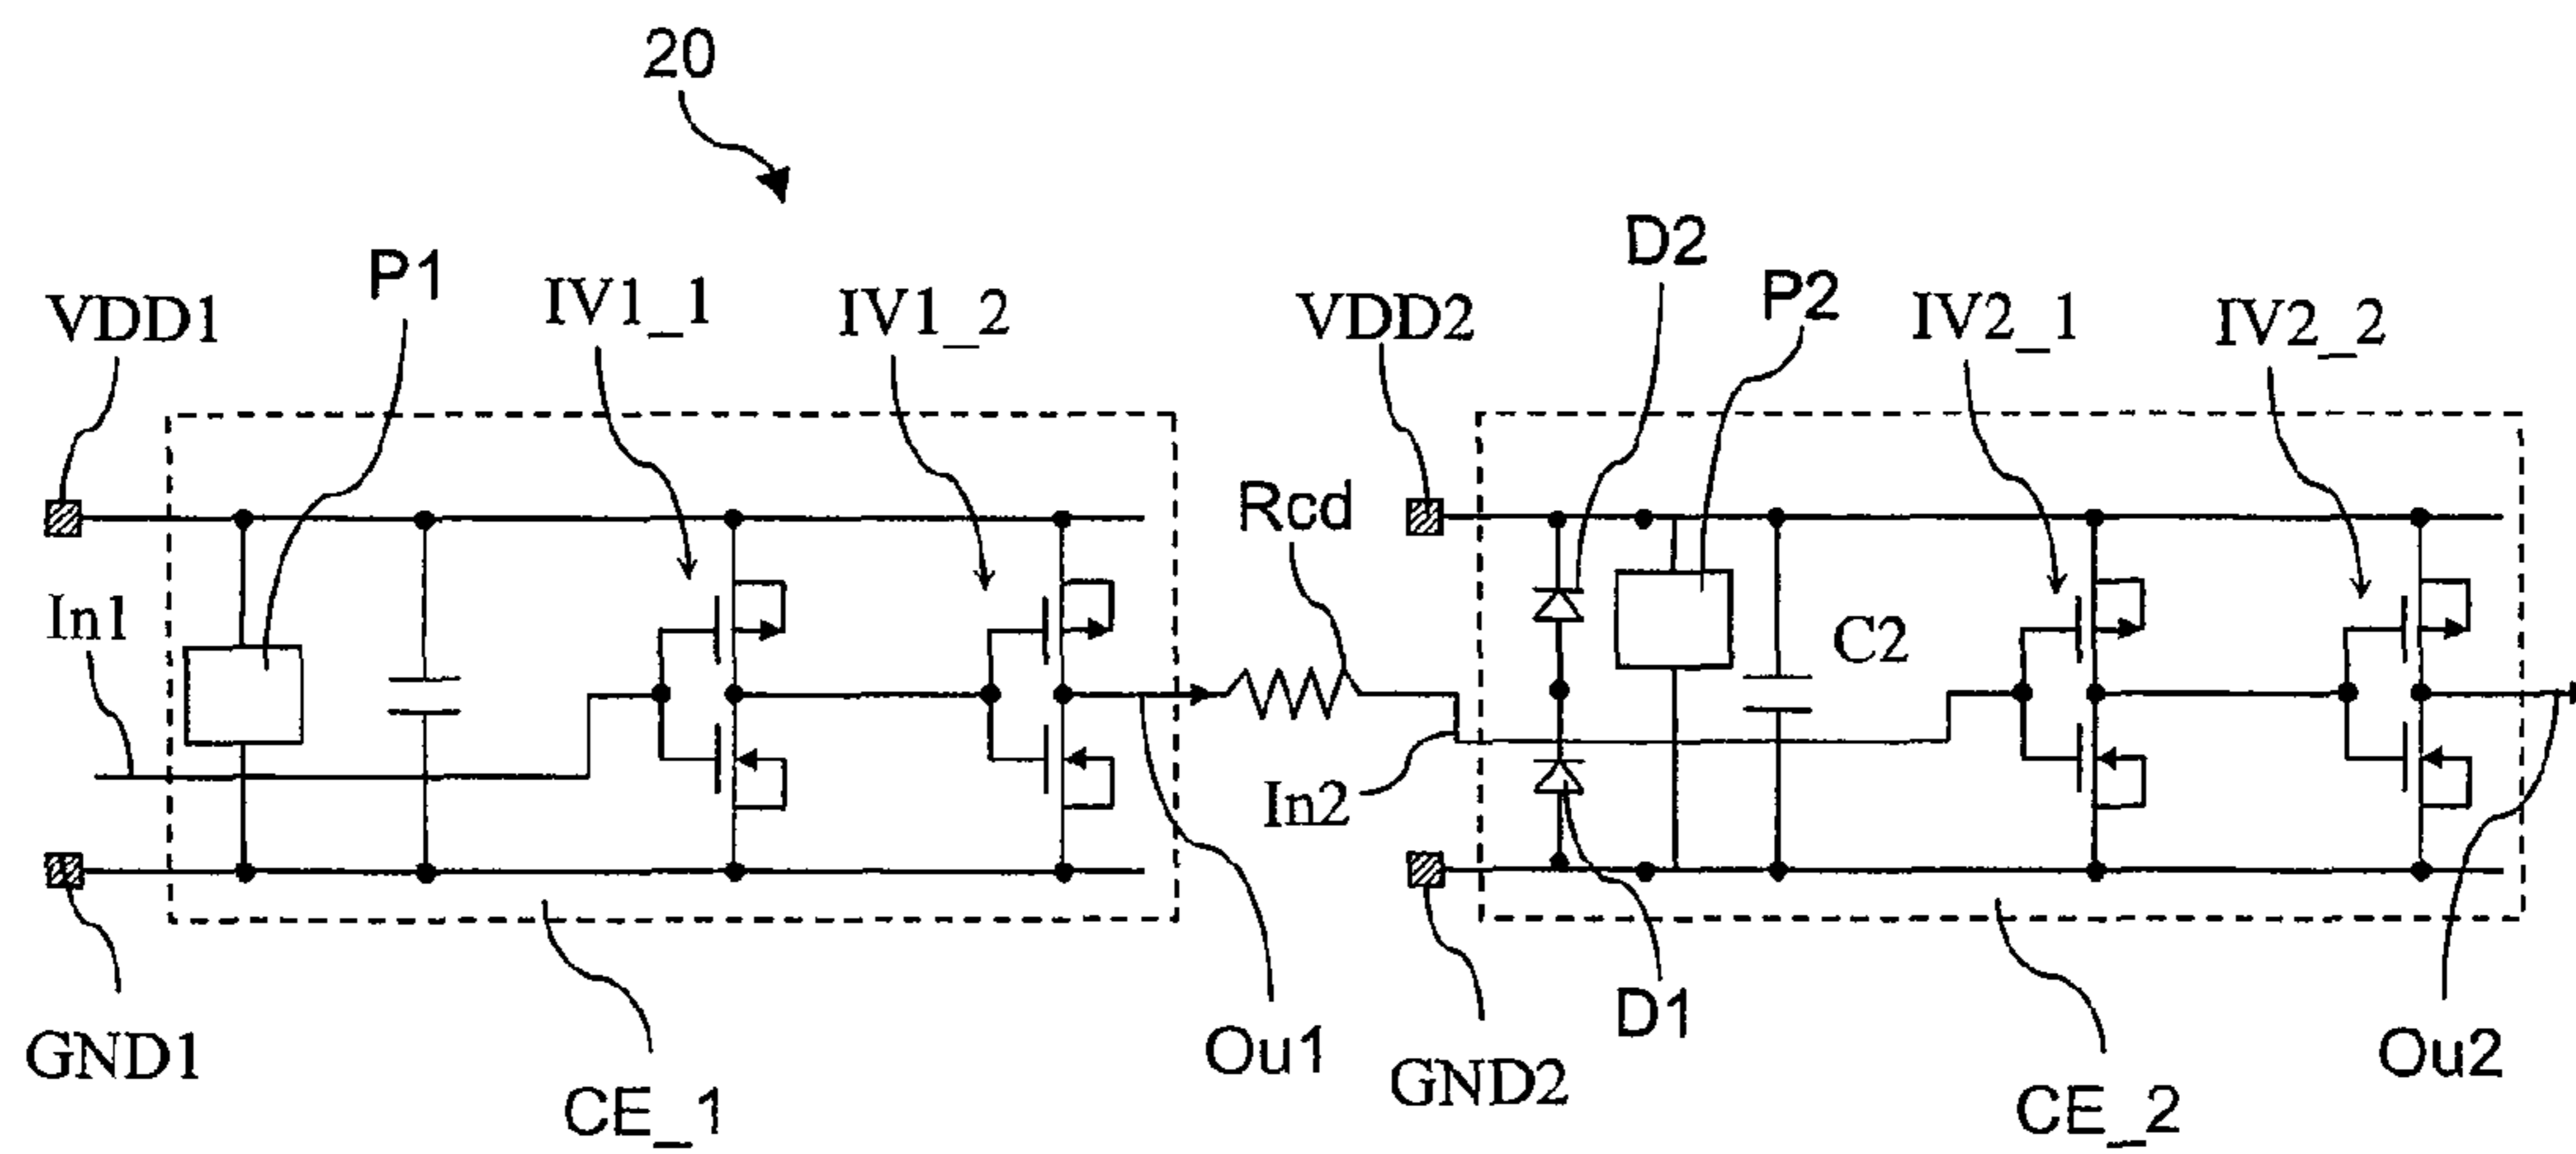 20
D2
P1
IV1_1
IV1_2
VDD1
VDD2
P2
IV2_1
IV2_2
Rcd
In1
C2
In2
D1
GND1
Ou1
GND2
Ou2
CE_1
CE_2